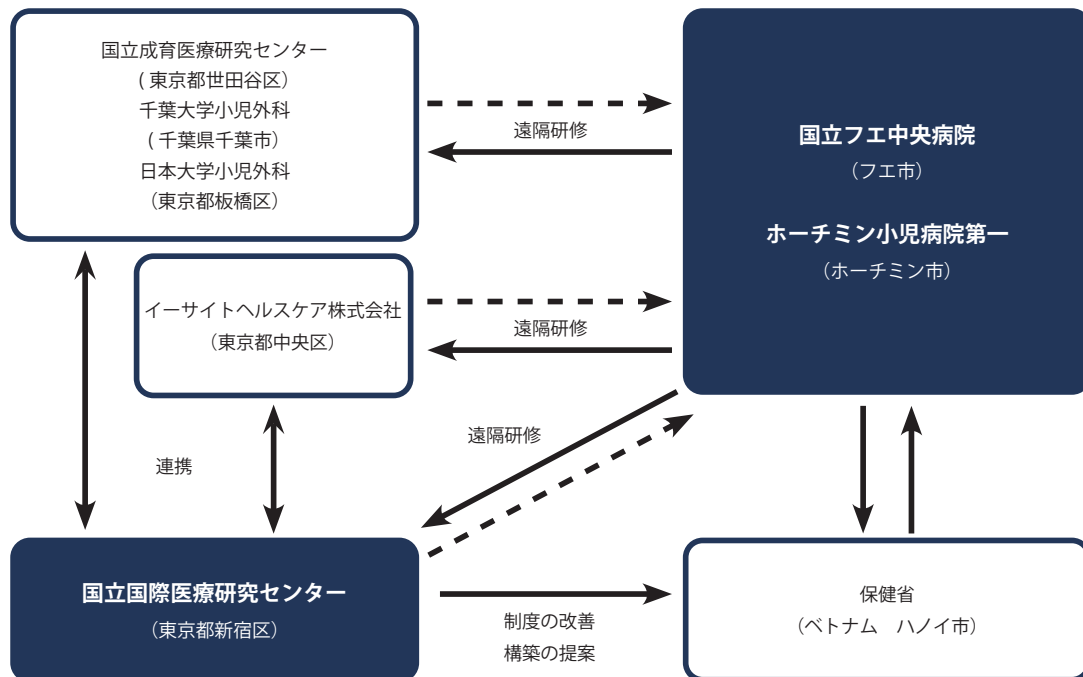 国立成育医療研究センター
( 東京都世田谷区）
千葉大学小児外科
( 千葉県千葉市）
日本大学小児外科
（東京都板橋区）
遠隔研修
国立フエ中央病院
（フエ市）
ホーチミン小児病院第一
（ホーチミン市）
イーサイトヘルスケア株式会社
（東京都中央区）
遠隔研修
遠隔研修
連携
国立国際医療研究センター
（東京都新宿区）
制度の改善
構築の提案
保健省
（ベトナム　ハノイ市）